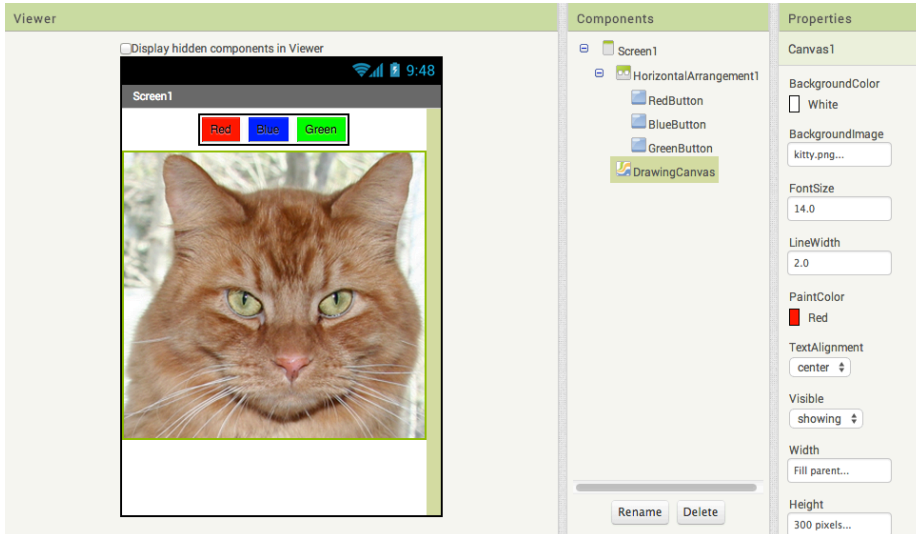 Viewer
Display hidden components in Viewer
9:48
Screen1
Red Blue Green
Components
Screen1
HorizontalArrangement1
RedButton
BlueButton
GreenButton
DrawingCanvas
Rename Delete
Properties
Canvas1
BackgroundColor
White
BackgroundImage
kitty.png...
FontSize
14.0
LineWidth
2.0
PaintColor
Red
TextAlignment
center
Visible
showing
Width
Fill parent...
Height
300 pixels...